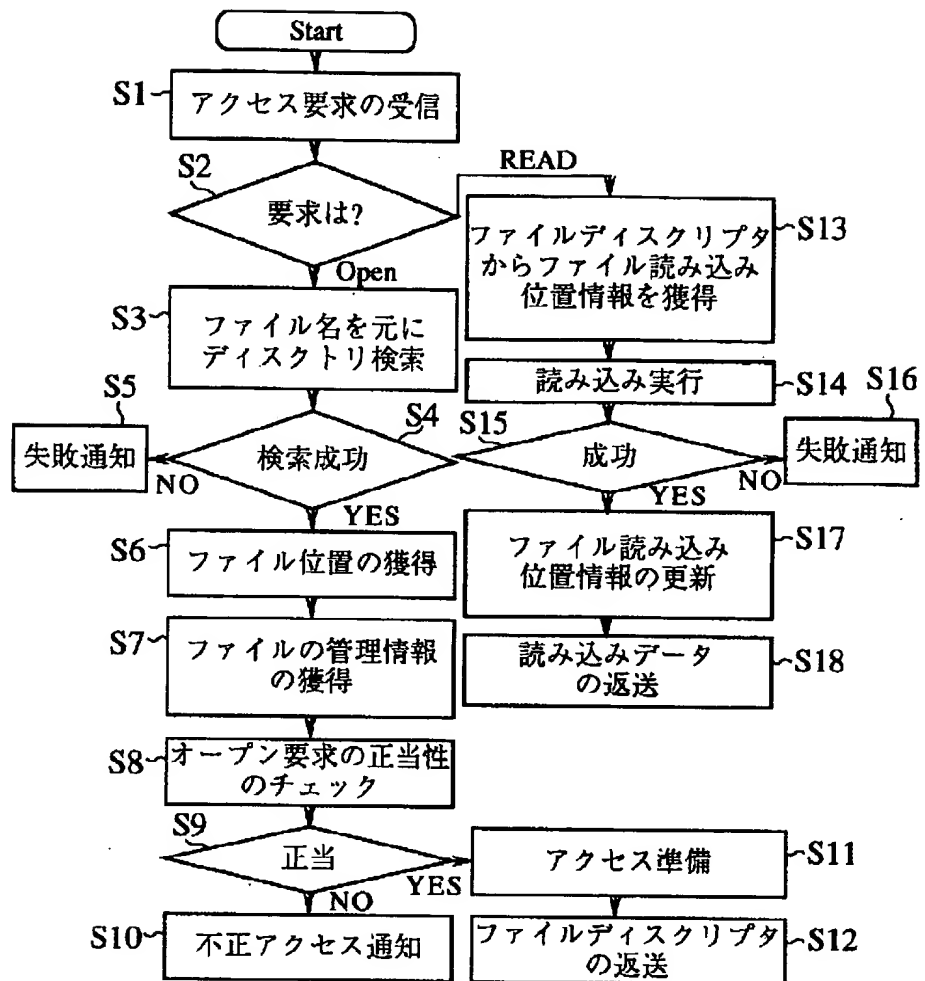 Start
S1
アクセス要求の受信
S2
要求は?
READ
Open
S3
ファイル名を元に
ディスクトリ検索
S4
検索成功
NO
YES
S5
失敗通知
S6
ファイル位置の獲得
S7
ファイルの管理情報
の獲得
S8
オープン要求の正当性
のチェック
S9
正当
NO
YES
S10
不正アクセス通知
S11
アクセス準備
S12
ファイルディスクリプタ
の返送
S13
ファイルディスクリプタ
からファイル読み込み
位置情報を獲得
S14
読み込み実行
S15
成功
YES
NO
S16
失敗通知
S17
ファイル読み込み
位置情報の更新
S18
読み込みデータ
の返送